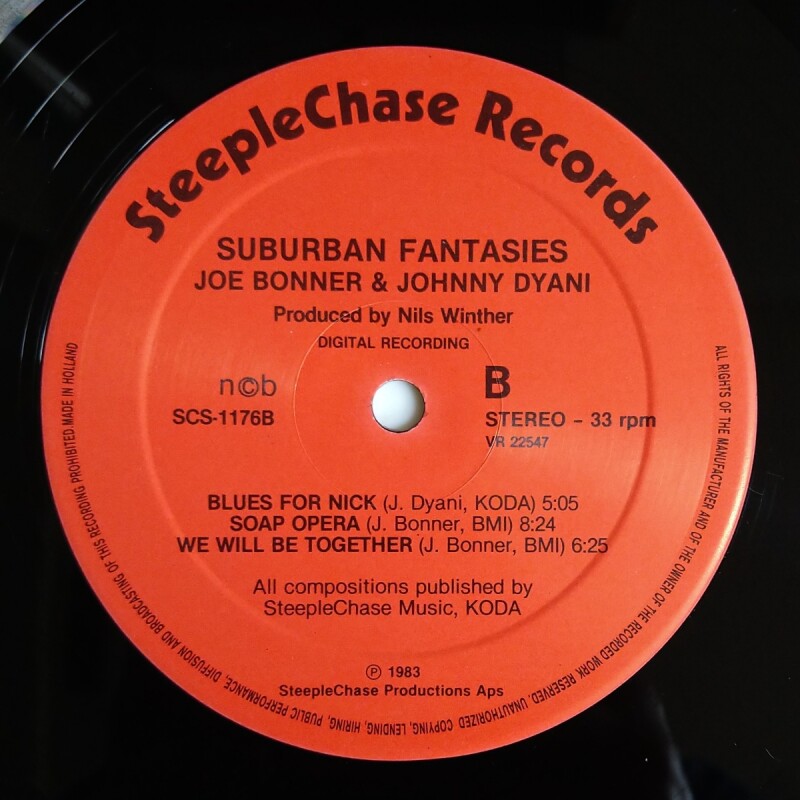 SteepleChase Records
SUBURBAN FANTASIES
JOE BONNER & JOHNNY DYANI
Produced by Nils Winther
DIGITAL RECORDING
n©b
B
SCS-1176B
STEREO - 33 rpm
VR 22547
BLUES FOR NICK (J. Dyani, KODA) 5:05
SOAP OPERA (J. Bonner, BMI) 8:24
WE WILL BE TOGETHER (J. Bonner, BMI) 6:25
All compositions published by
SteepleChase Music, KODA
℗ 1983
SteepleChase Productions Aps
ALL RIGHTS OF THE MANUFACTURER AND OF THE OWNER OF THE RECORDED WORK RESERVED. UNAUTHORIZED COPYING, LENDING, HIRING, PUBLIC PERFORMANCE, DIFFUSION AND BROADCASTING OF THIS RECORDING PROHIBITED MADE IN HOLLAND